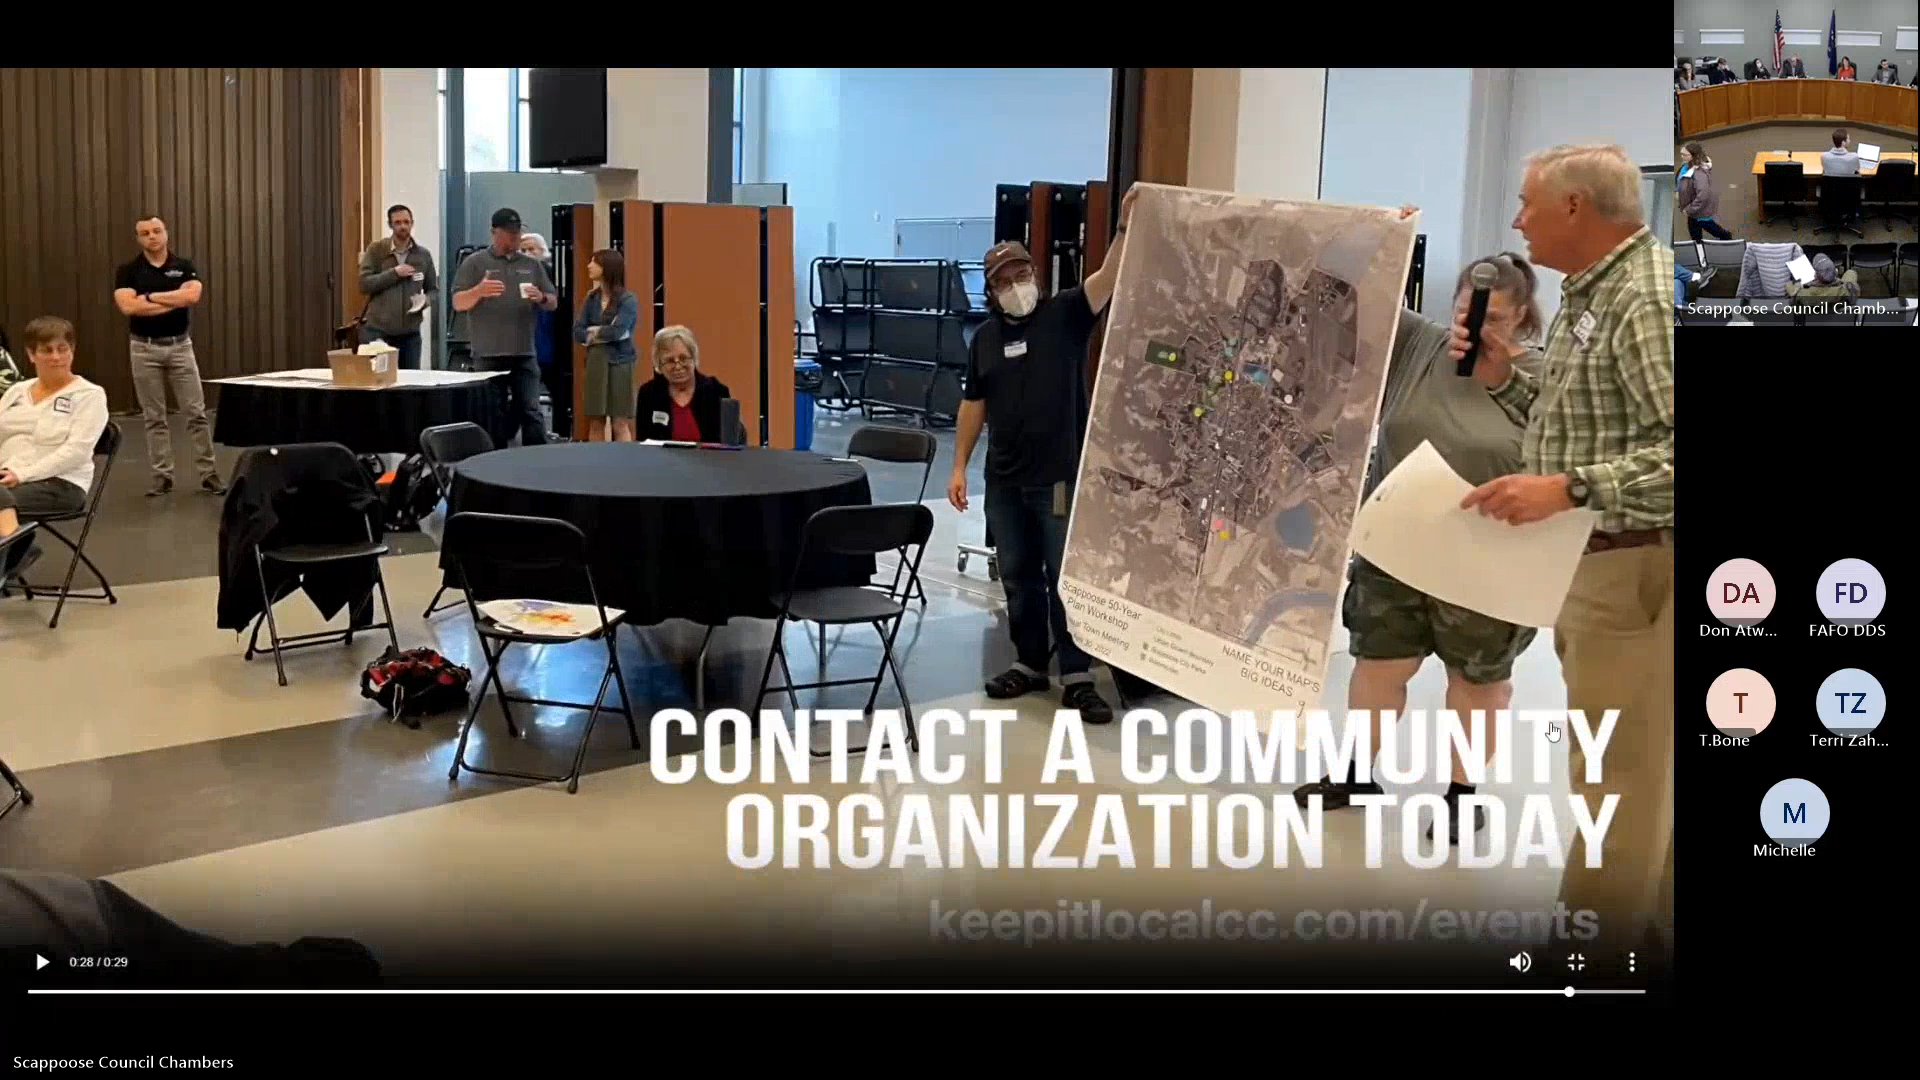 Scappoose 50-Year
Plan Workshop
Town Meeting
NAME YOUR MAP'S
BIG IDEAS
CONTACT A COMMUNITY
ORGANIZATION TODAY
keepitlocalcc.com/events
0:28 / 0:29
Scappoose Council Chambers
Scappoose Council Chamb...
DA
Don Atw...
FD
FAFO DDS
T
T.Bone
TZ
Terri Zah...
M
Michelle